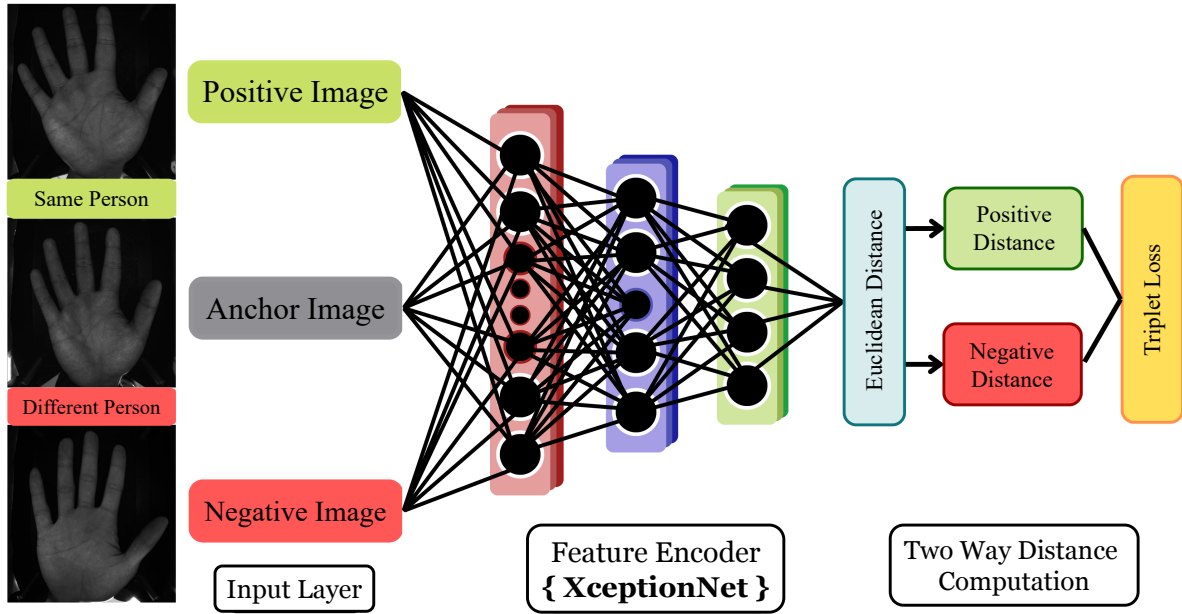 Same Person
Different Person
Positive Image
Anchor Image
Negative Image
Input Layer
Feature Encoder
{ XceptionNet }
Euclidean Distance
Positive
Distance
Negative
Distance
Triplet Loss
Two Way Distance
Computation